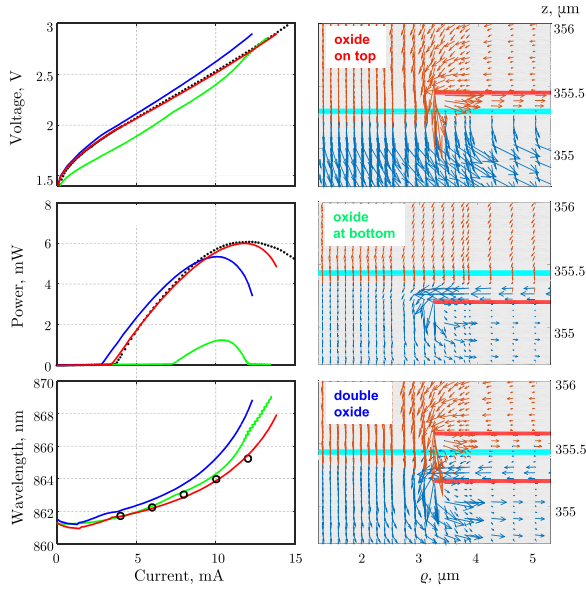 z, μm
3
2.5
2
1.5
Voltage, V
oxide
on top
356
355.5
355
8
6
4
2
0
Power, mW
oxide
at bottom
356
355.5
355
870
868
866
864
862
860
Wavelength, nm
double
oxide
356
355.5
355
0
5
10
15
Current, mA
2
3
4
5
ϱ, μm